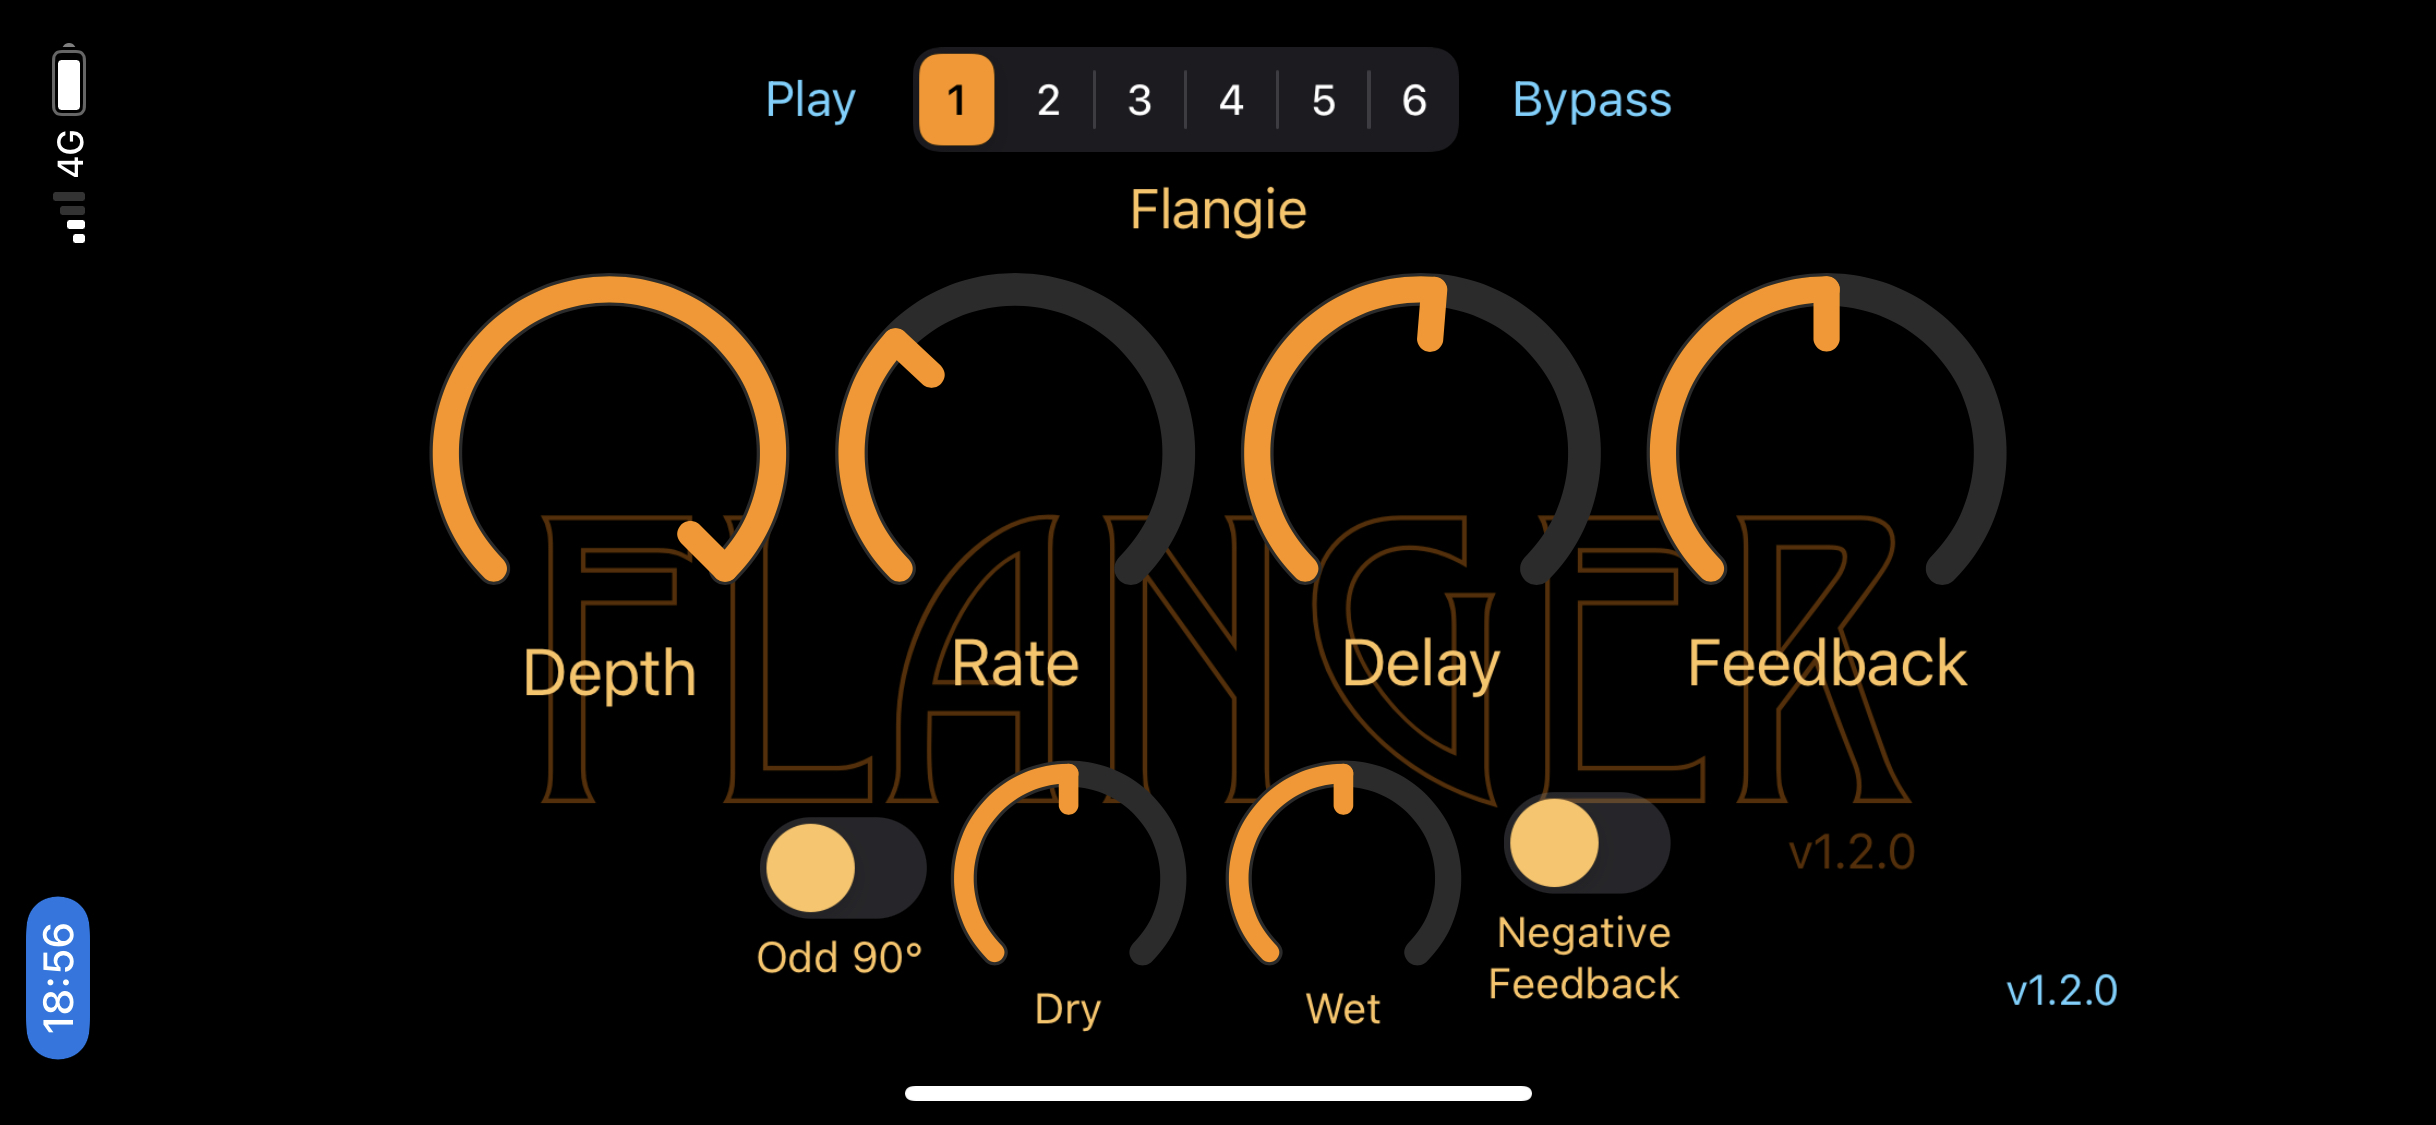 4G
18:56
Play
1 2 3 4 5 6
Bypass
Flangie
FLANGER
Depth
Rate
Delay
Feedback
v1.2.0
Odd 90°
Dry
Wet
Negative
Feedback
v1.2.0